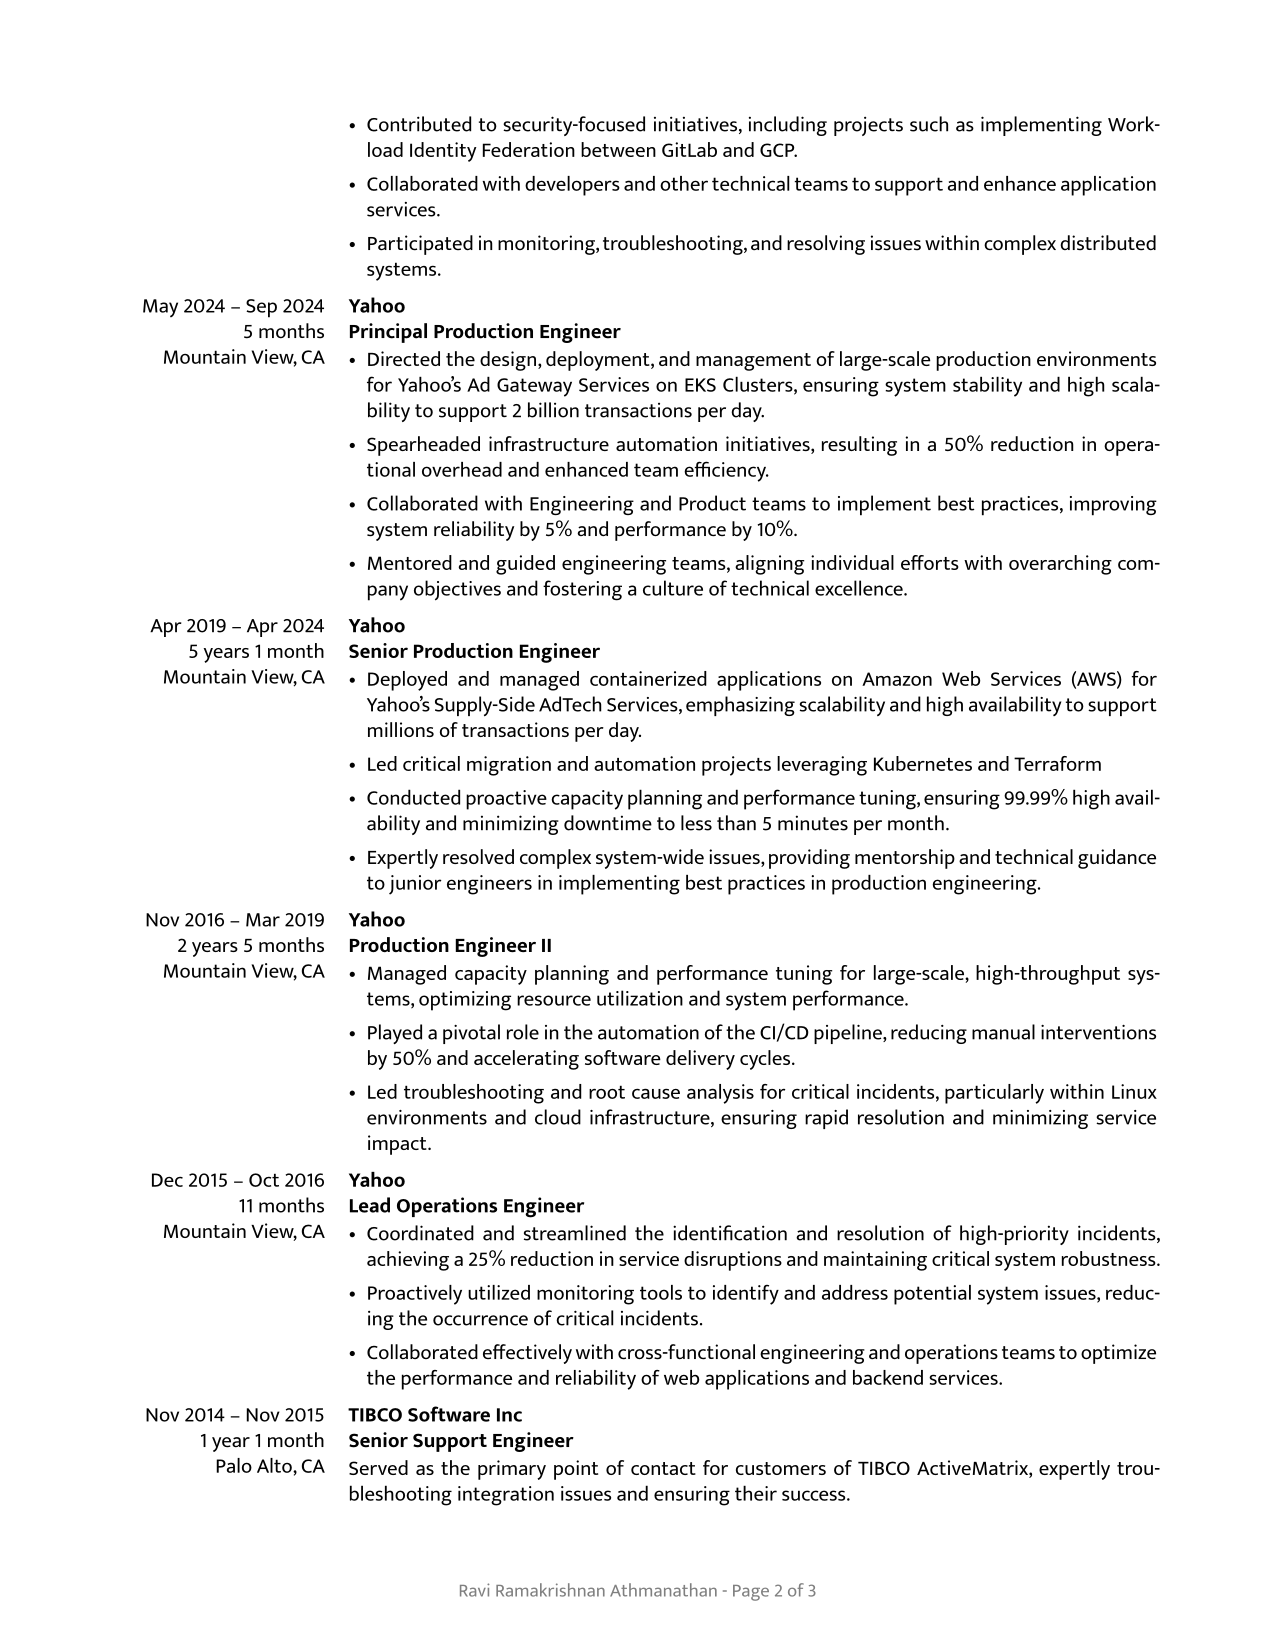 • Contributed to security-focused initiatives, including projects such as implementing Work-
load Identity Federation between GitLab and GCP.
• Collaborated with developers and other technical teams to support and enhance application
services.
• Participated in monitoring, troubleshooting, and resolving issues within complex distributed
systems.
May 2024 – Sep 2024
5 months
Mountain View, CA
Yahoo
Principal Production Engineer
• Directed the design, deployment, and management of large-scale production environments
for Yahoo’s Ad Gateway Services on EKS Clusters, ensuring system stability and high scala-
bility to support 2 billion transactions per day.
• Spearheaded infrastructure automation initiatives, resulting in a 50% reduction in opera-
tional overhead and enhanced team efficiency.
• Collaborated with Engineering and Product teams to implement best practices, improving
system reliability by 5% and performance by 10%.
• Mentored and guided engineering teams, aligning individual efforts with overarching com-
pany objectives and fostering a culture of technical excellence.
Apr 2019 – Apr 2024
5 years 1 month
Mountain View, CA
Yahoo
Senior Production Engineer
• Deployed and managed containerized applications on Amazon Web Services (AWS) for
Yahoo’s Supply-Side AdTech Services, emphasizing scalability and high availability to support
millions of transactions per day.
• Led critical migration and automation projects leveraging Kubernetes and Terraform
• Conducted proactive capacity planning and performance tuning, ensuring 99.99% high avail-
ability and minimizing downtime to less than 5 minutes per month.
• Expertly resolved complex system-wide issues, providing mentorship and technical guidance
to junior engineers in implementing best practices in production engineering.
Nov 2016 – Mar 2019
2 years 5 months
Mountain View, CA
Yahoo
Production Engineer II
• Managed capacity planning and performance tuning for large-scale, high-throughput sys-
tems, optimizing resource utilization and system performance.
• Played a pivotal role in the automation of the CI/CD pipeline, reducing manual interventions
by 50% and accelerating software delivery cycles.
• Led troubleshooting and root cause analysis for critical incidents, particularly within Linux
environments and cloud infrastructure, ensuring rapid resolution and minimizing service
impact.
Dec 2015 – Oct 2016
11 months
Mountain View, CA
Yahoo
Lead Operations Engineer
• Coordinated and streamlined the identification and resolution of high-priority incidents,
achieving a 25% reduction in service disruptions and maintaining critical system robustness.
• Proactively utilized monitoring tools to identify and address potential system issues, reduc-
ing the occurrence of critical incidents.
• Collaborated effectively with cross-functional engineering and operations teams to optimize
the performance and reliability of web applications and backend services.
Nov 2014 – Nov 2015
1 year 1 month
Palo Alto, CA
TIBCO Software Inc
Senior Support Engineer
Served as the primary point of contact for customers of TIBCO ActiveMatrix, expertly trou-
bleshooting integration issues and ensuring their success.
Ravi Ramakrishnan Athmanathan - Page 2 of 3